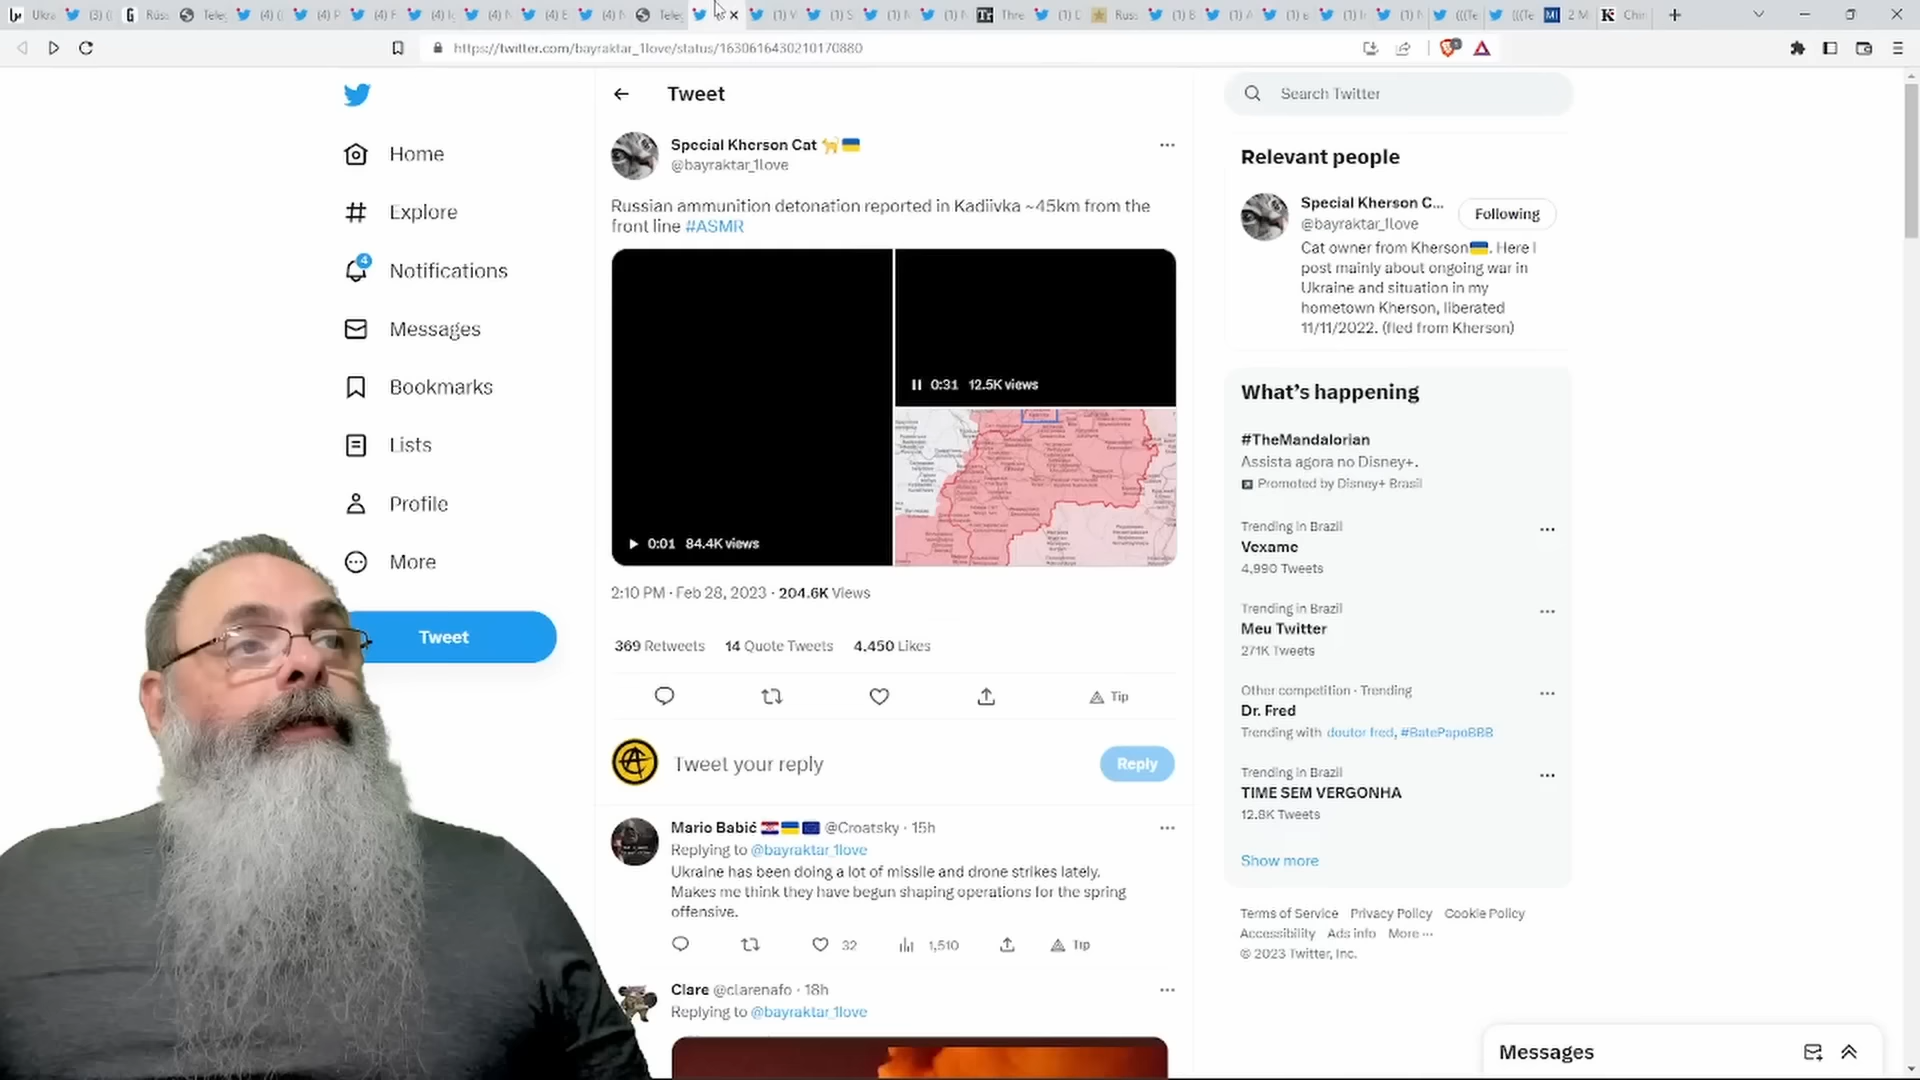 https://twitter.com/bayraktar_1love/status/1630616430210170880
Home
Explore
4
Notifications
Messages
Bookmarks
Lists
Profile
More
Tweet
Tweet
Special Kherson Cat
@bayraktar_1love
Russian ammunition detonation reported in Kadiivka ~45km from the
front line #ASMR
0:31 12.5K views
0:01 84.4K views
2:10 PM · Feb 28, 2023 · 204.6K Views
369 Retweets 14 Quote Tweets 4,450 Likes
Tip
Tweet your reply
Reply
Mario Babić @Croatsky · 15h
Replying to @bayraktar_1love
Ukraine has been doing a lot of missile and drone strikes lately.
Makes me think they have begun shaping operations for the spring
offensive.
32 1,510 Tip
Clare @clarenafo · 18h
Replying to @bayraktar_1love
Search Twitter
Relevant people
Special Kherson C...
@bayraktar_1love
Following
Cat owner from Kherson. Here I
post mainly about ongoing war in
Ukraine and situation in my
hometown Kherson, liberated
11/11/2022. (fled from Kherson)
What's happening
#TheMandalorian
Assista agora no Disney+.
Promoted by Disney+ Brasil
Trending in Brazil
Vexame
4,990 Tweets
Trending in Brazil
Meu Twitter
271K Tweets
Other competition · Trending
Dr. Fred
Trending with doutor fred, #BatePapoBBB
Trending in Brazil
TIME SEM VERGONHA
12.8K Tweets
Show more
Terms of Service Privacy Policy Cookie Policy
Accessibility Ads info More ···
© 2023 Twitter, Inc.
Messages